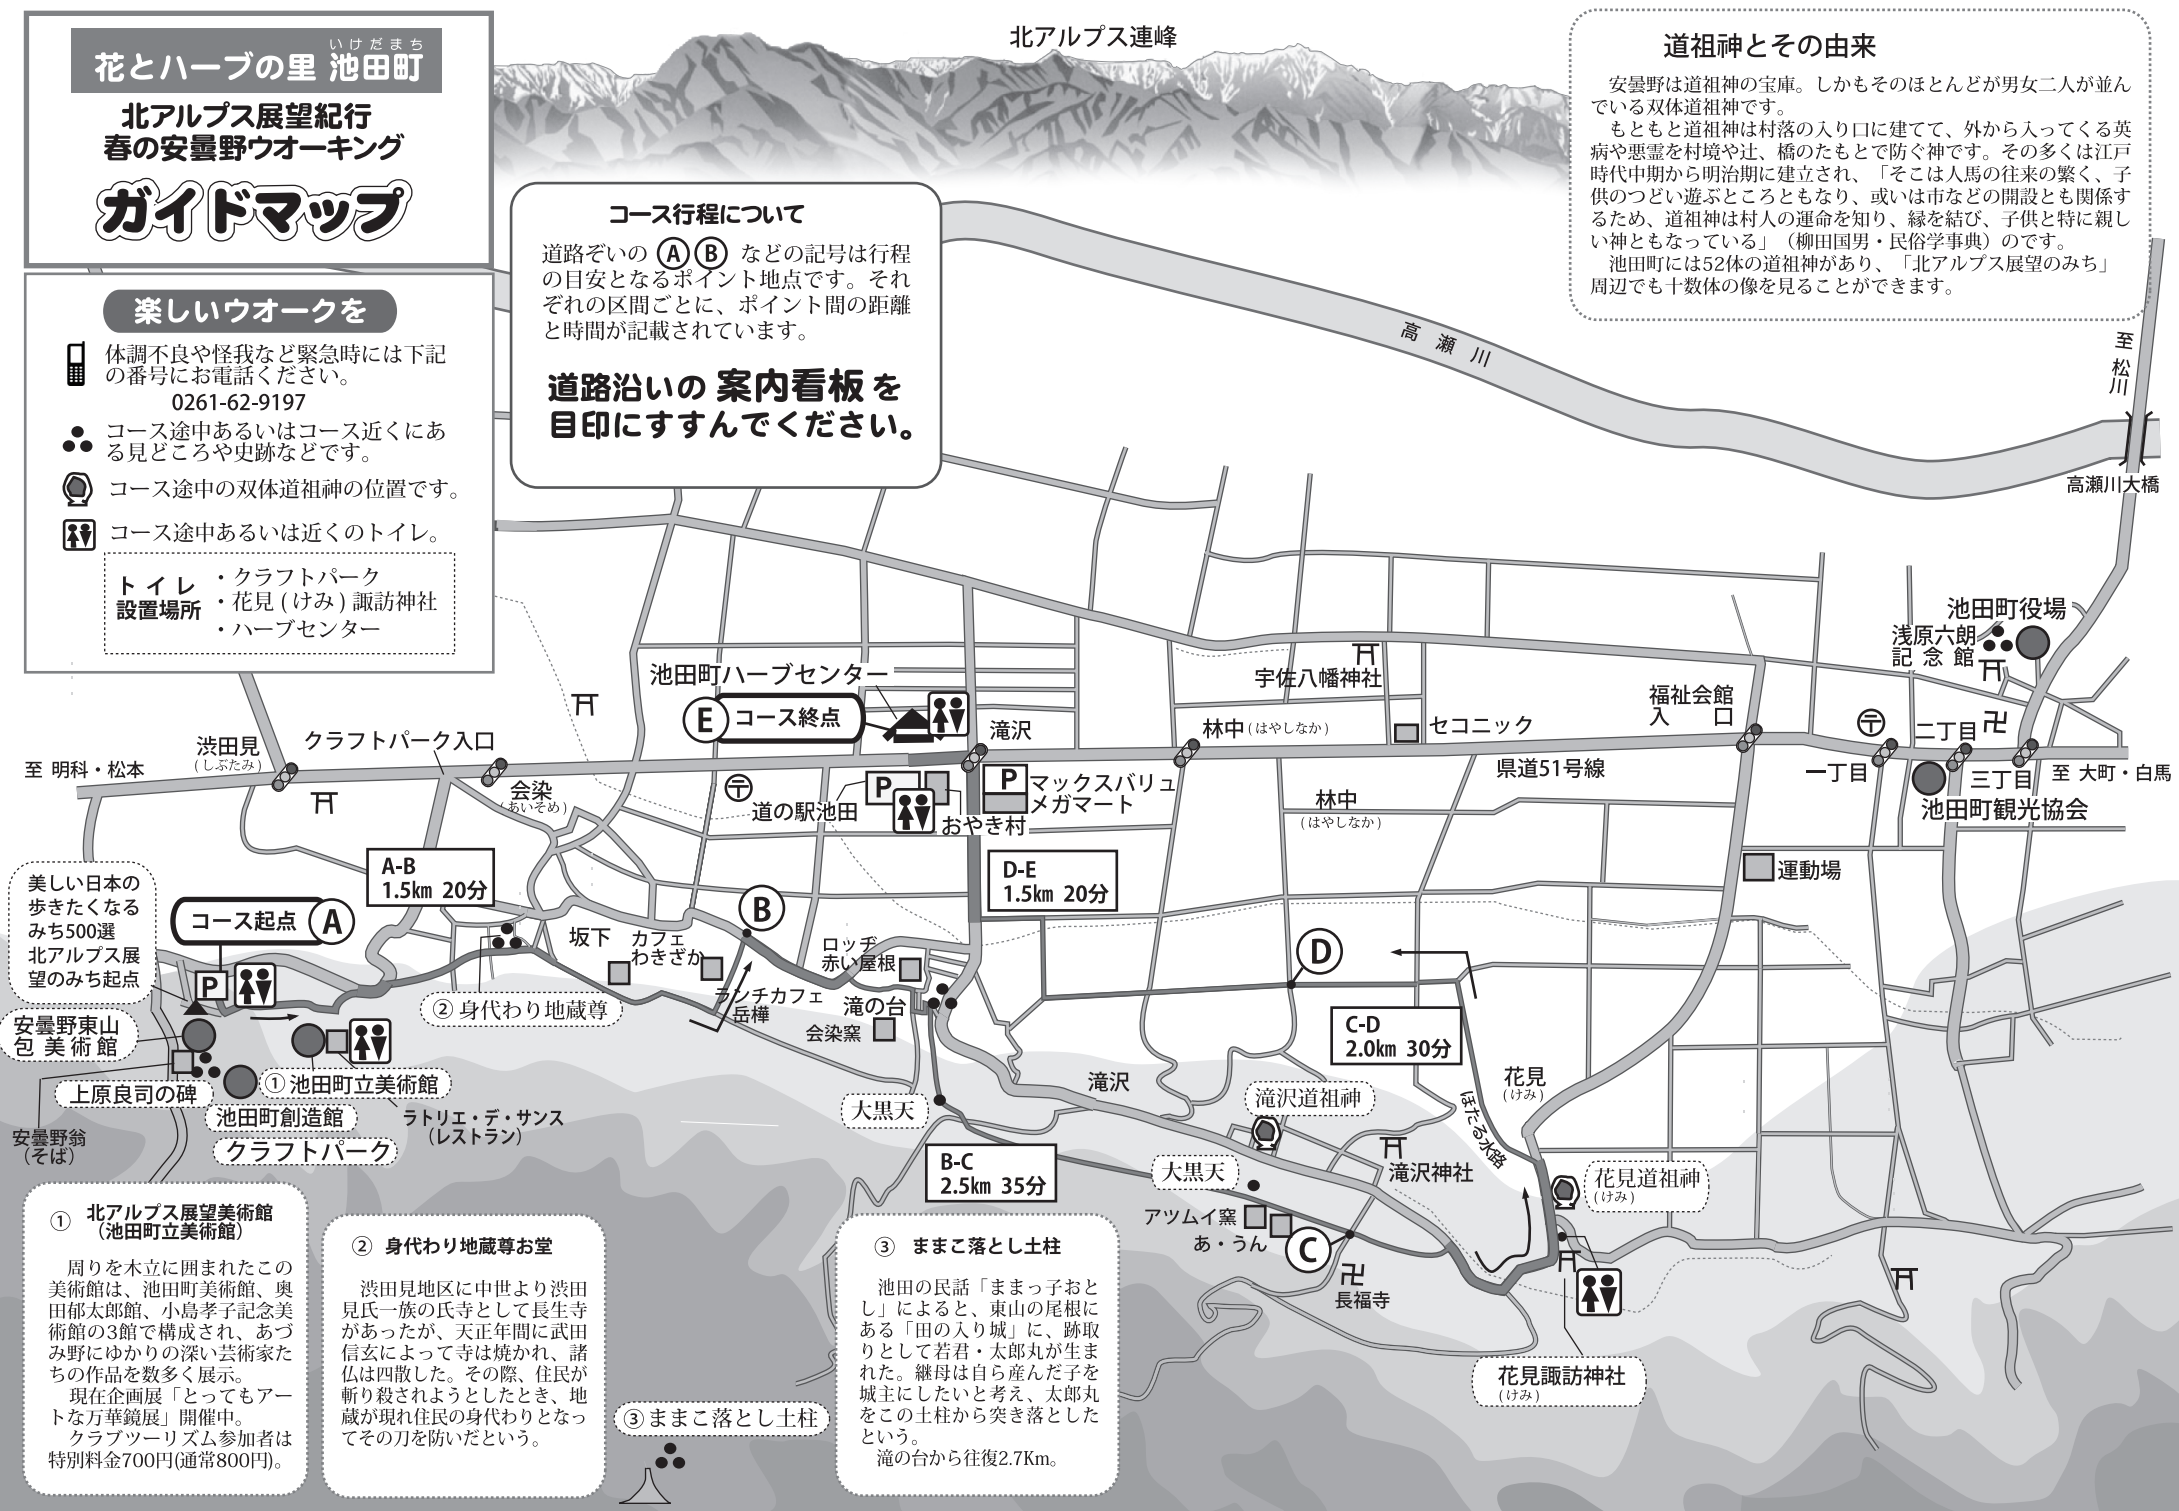 いけだまち
花とハーブの里 池田町
北アルプス展望紀行
春の安曇野ウオーキング
ガイドマップ
楽しいウオークを
体調不良や怪我など緊急時には下記
の番号にお電話ください。
0261-62-9197
コース途中あるいはコース近くにあ
る見どころや史跡などです。
コース途中の双体道祖神の位置です。
コース途中あるいは近くのトイレ。
トイレ
設置場所
・クラフトパーク
・花見(けみ)諏訪神社
・ハーブセンター
北アルプス連峰
コース行程について
道路ぞいの Ⓐ Ⓑ などの記号は行程
の目安となるポイント地点です。それ
ぞれの区間ごとに、ポイント間の距離
と時間が記載されています。
道路沿いの 案内看板 を
目印にすすんでください。
道祖神とその由来
安曇野は道祖神の宝庫。しかもそのほとんどが男女二人が並ん
でいる双体道祖神です。
もともと道祖神は村落の入り口に建てて、外から入ってくる英
病や悪霊を村境や辻、橋のたもとで防ぐ神です。その多くは江戸
時代中期から明治期に建立され、「そこは人馬の往来の繁く、子
供のつどい遊ぶところともなり、或いは市などの開設とも関係す
るため、道祖神は村人の運命を知り、縁を結び、子供と特に親し
い神ともなっている」（柳田国男・民俗学事典）のです。
池田町には52体の道祖神があり、「北アルプス展望のみち」
周辺でも十数体の像を見ることができます。
高瀬川
至 松川
高瀬川大橋
池田町役場
浅原六朗
記念館
池田町ハーブセンター
E コース終点
滝沢
宇佐八幡神社
林中(はやしなか)
セコニック
福祉会館
入口
県道51号線
一丁目
二丁目
三丁目
至 大町・白馬
池田町観光協会
渋田見
(しぶたみ)
クラフトパーク入口
至 明科・松本
会染
(あいそめ)
道の駅池田
P
おやき村
P
マックスバリュ
メガマート
林中
(はやしなか)
運動場
A-B
1.5km 20分
D-E
1.5km 20分
美しい日本の
歩きたくなる
みち500選
北アルプス展
望のみち起点
コース起点 A
P
B
坂下
カフェ
わきざか
ロッヂ
赤い屋根
ランチカフェ
岳樺
滝の台
会染窯
② 身代わり地蔵尊
D
C-D
2.0km 30分
安曇野東山
包美術館
上原良司の碑
① 池田町立美術館
池田町創造館
クラフトパーク
ラトリエ・デ・サンス
(レストラン)
安曇野翁
(そば)
大黒天
滝沢
滝沢道祖神
花見
(けみ)
ほたる水路
B-C
2.5km 35分
大黒天
滝沢神社
花見道祖神
(けみ)
アツムイ窯
あ・うん
C
長福寺
花見諏訪神社
(けみ)
① 北アルプス展望美術館
(池田町立美術館)
周りを木立に囲まれたこの
美術館は、池田町美術館、奥
田郁太郎館、小島孝子記念美
術館の3館で構成され、あづ
み野にゆかりの深い芸術家た
ちの作品を数多く展示。
現在企画展「とってもアー
トな万華鏡展」開催中。
クラブツーリズム参加者は
特別料金700円(通常800円)。
② 身代わり地蔵尊お堂
渋田見地区に中世より渋田
見氏一族の氏寺として長生寺
があったが、天正年間に武田
信玄によって寺は焼かれ、諸
仏は四散した。その際、住民が
斬り殺されようとしたとき、地
蔵が現れ住民の身代わりとなっ
てその刀を防いだという。
③ままこ落とし土柱
③ ままこ落とし土柱
池田の民話「ままっ子おと
し」によると、東山の尾根に
ある「田の入り城」に、跡取
りとして若君・太郎丸が生ま
れた。継母は自ら産んだ子を
城主にしたいと考え、太郎丸
をこの土柱から突き落とした
という。
滝の台から往復2.7Km。